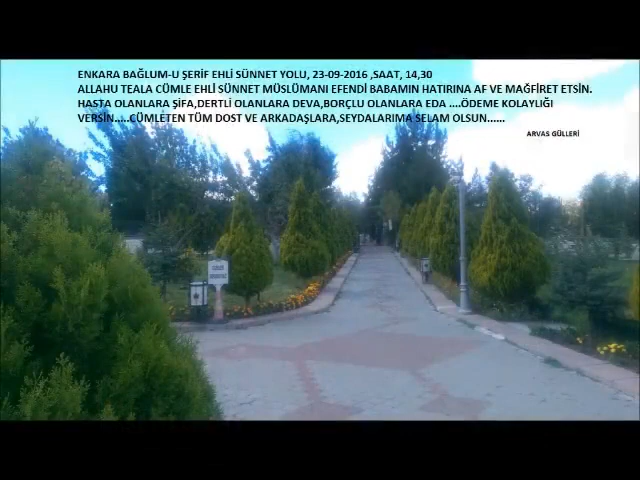 ENKARA BAĞLUM-U ŞERİF EHLİ SÜNNET YOLU, 23-09-2016 ,SAAT, 14,30
ALLAHU TEALA CÜMLE EHLİ SÜNNET MÜSLÜMANI EFENDİ BABAMIN HATIRINA AF VE MAĞFİRET ETSİN.
HASTA OLANLARA ŞİFA,DERTLİ OLANLARA DEVA,BORÇLU OLANLARA EDA ....ÖDEME KOLAYLIĞI
VERSİN.....CÜMLETEN TÜM DOST VE ARKADAŞLARA,SEYDALARIMA SELAM OLSUN......
ARVAS GÜLLERİ